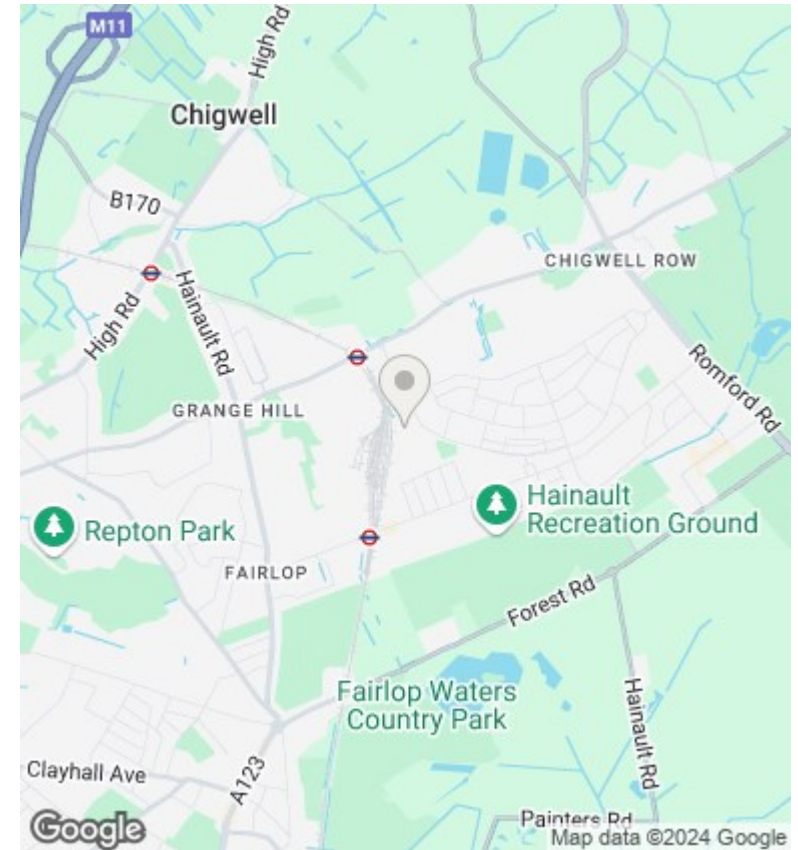 M11
High Rd
Chigwell
B170
CHIGWELL ROW
High Rd
Hainault Rd
Romford Rd
GRANGE HILL
Hainault
Recreation Ground
Repton Park
FAIRLOP
Forest Rd
Fairlop Waters
Country Park
Hainault Rd
Clayhall Ave
A123
Painters Rd
Google
Map data ©2024 Google